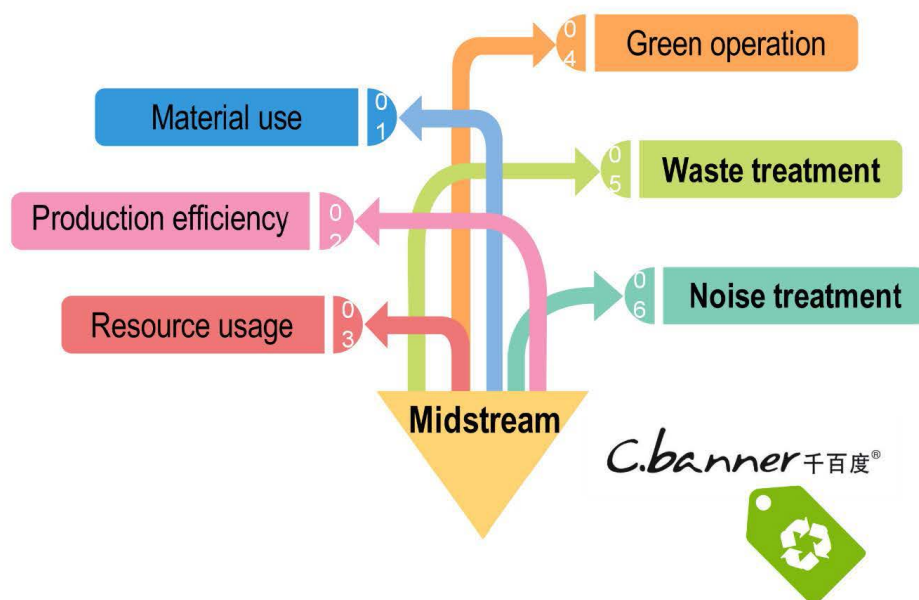 04
Green operation
01
Material use
05
Waste treatment
02
Production efficiency
06
Noise treatment
03
Resource usage
Midstream
c.banner千百度®